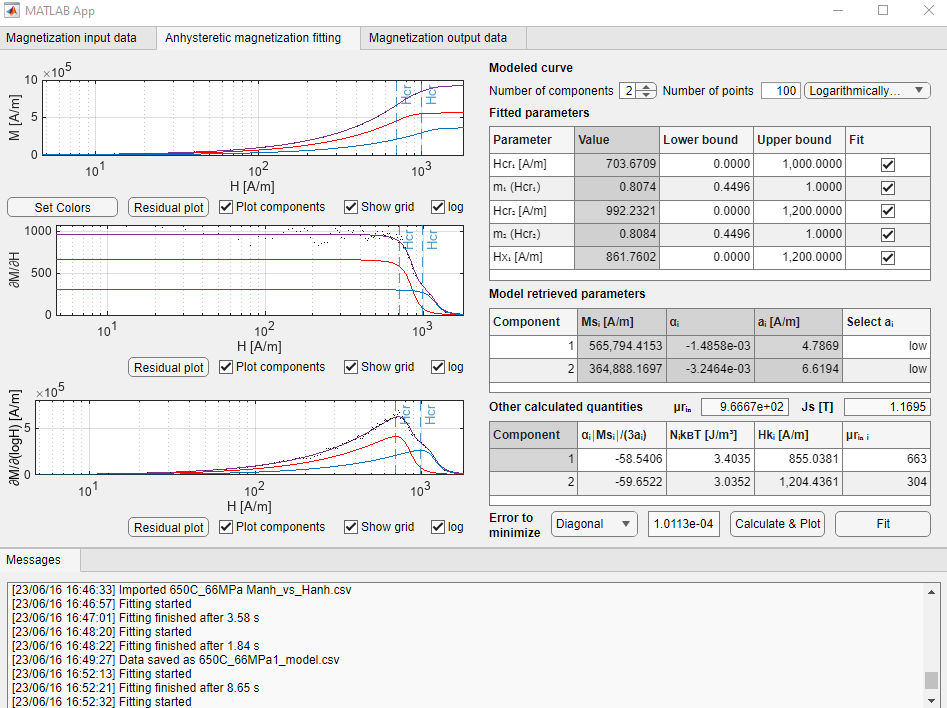 MATLAB App
Magnetization input data
Anhysteretic magnetization fitting
Magnetization output data
×10⁵
10
5
0
M [A/m]
Hcr
Hcr
10¹
10²
10³
H [A/m]
Set Colors
Residual plot
Plot components
Show grid
log
1000
500
0
∂M/∂H
Hcr
Hcr
10¹
10²
10³
H [A/m]
Residual plot
Plot components
Show grid
log
×10⁵
5
0
∂M/∂(logH) [A/m]
Hcr
Hcr
10¹
10²
10³
H [A/m]
Residual plot
Plot components
Show grid
log
Modeled curve
Number of components 2 Number of points 100 Logarithmically...
Fitted parameters
Parameter Value Lower bound Upper bound Fit
Hcr₁ [A/m] 703.6709 0.0000 1,000.0000
m₁ (Hcr₁) 0.8074 0.4496 1.0000
Hcr₂ [A/m] 992.2321 0.0000 1,200.0000
m₂ (Hcr₂) 0.8084 0.4496 1.0000
Hx₁ [A/m] 861.7602 0.0000 1,200.0000
Model retrieved parameters
Component Msᵢ [A/m] αᵢ aᵢ [A/m] Select aᵢ
1 565,794.4153 -1.4858e-03 4.7869 low
2 364,888.1697 -3.2464e-03 6.6194 low
Other calculated quantities μrᵢₙ 9.6667e+02 Js [T] 1.1695
Component αᵢ|Msᵢ|/(3aᵢ) NᵢkʙT [J/m³] Hkᵢ [A/m] μrᵢₙ ᵢ
1 -58.5406 3.4035 855.0381 663
2 -59.6522 3.0352 1,204.4361 304
Error to
minimize
Diagonal 1.0113e-04 Calculate & Plot Fit
Messages
[23/06/16 16:46:33] Imported 650C_66MPa Manh_vs_Hanh.csv
[23/06/16 16:46:57] Fitting started
[23/06/16 16:47:01] Fitting finished after 3.58 s
[23/06/16 16:48:20] Fitting started
[23/06/16 16:48:22] Fitting finished after 1.84 s
[23/06/16 16:49:27] Data saved as 650C_66MPa1_model.csv
[23/06/16 16:52:13] Fitting started
[23/06/16 16:52:21] Fitting finished after 8.65 s
[23/06/16 16:52:32] Fitting started